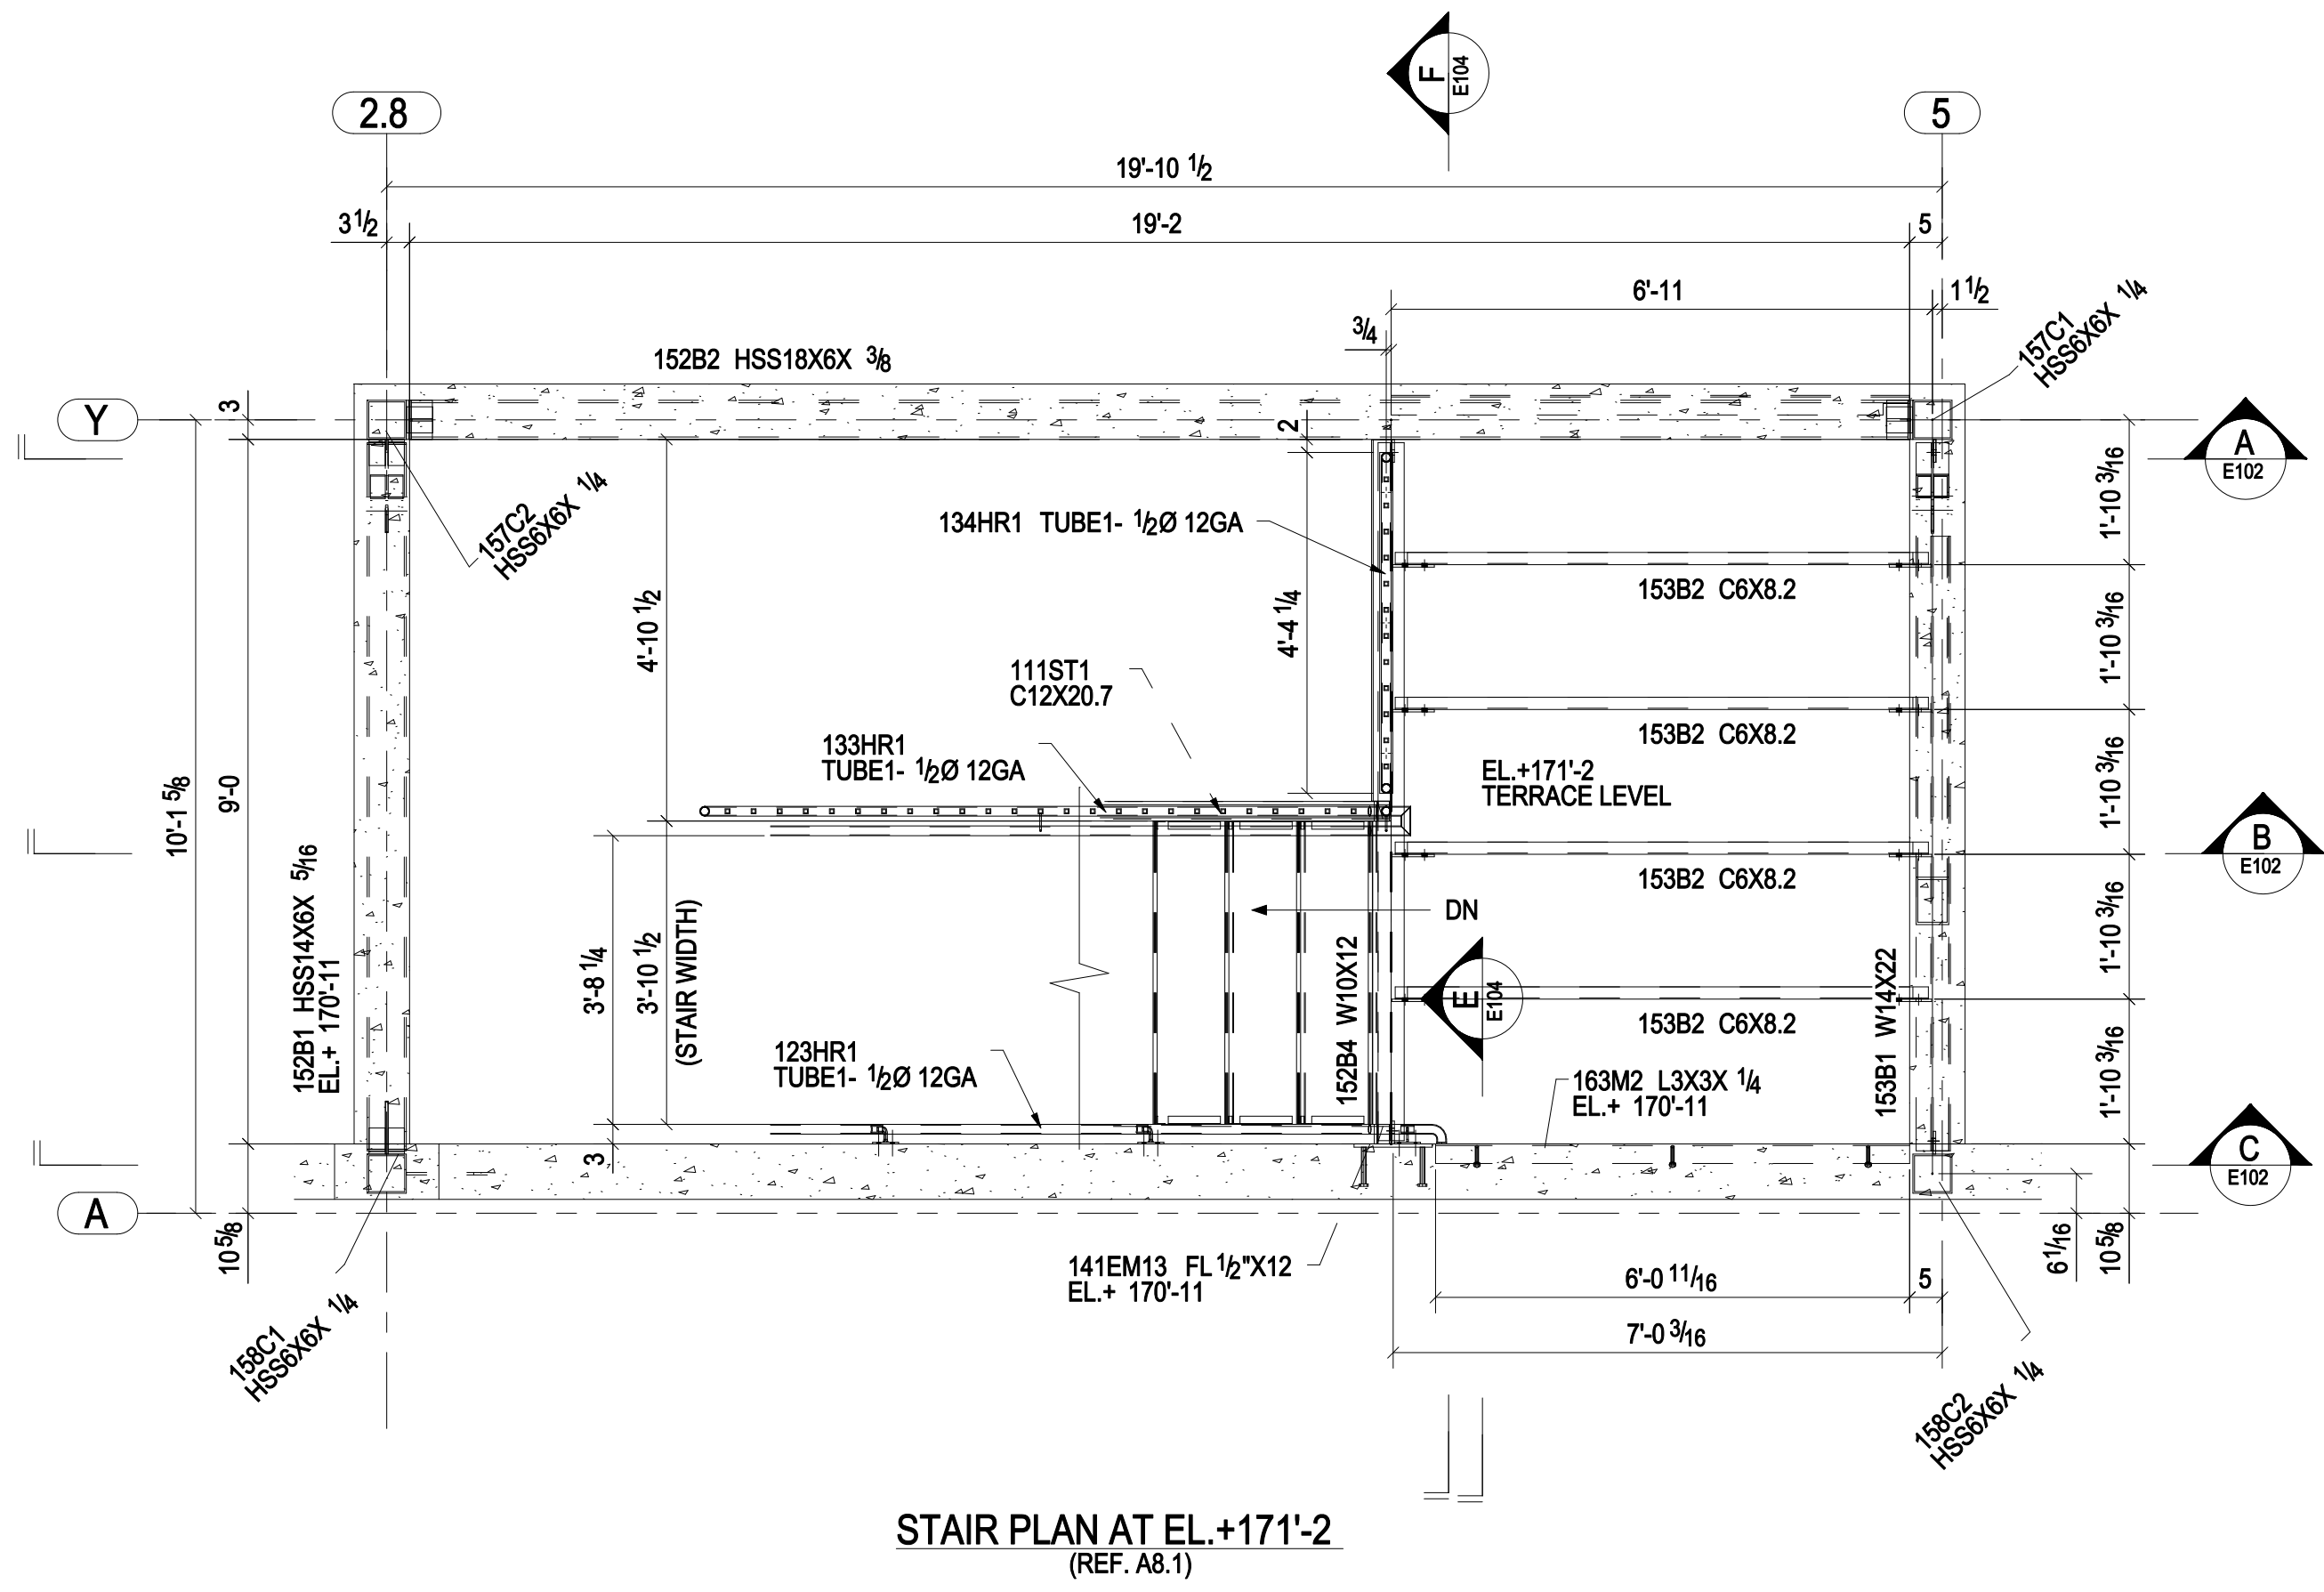 F
E104
2.8
5
19'-10 1/2
3 1/2
19'-2
5
6'-11
1 1/2
3/4
152B2 HSS18X6X 3/8
157C1
HSS6X6X 1/4
Y
3
2
A
E102
1'-10 3/16
157C2
HSS6X6X 1/4
134HR1 TUBE1- 1/2Ø 12GA
153B2 C6X8.2
4'-10 1/2
4'-4 1/4
1'-10 3/16
111ST1
C12X20.7
153B2 C6X8.2
133HR1
TUBE1- 1/2Ø 12GA
EL.+171'-2
TERRACE LEVEL
1'-10 3/16
10'-1 5/8
9'-0
B
E102
153B2 C6X8.2
DN
152B1 HSS14X6X 5/16
EL.+ 170'-11
3'-8 1/4
3'-10 1/2
(STAIR WIDTH)
152B4 W10X12
E
E104
153B1 W14X22
1'-10 3/16
153B2 C6X8.2
123HR1
TUBE1- 1/2Ø 12GA
163M2 L3X3X 1/4
EL.+ 170'-11
1'-10 3/16
3
C
E102
A
10 5/8
6 1/16
10 5/8
141EM13 FL 1/2"X12
EL.+ 170'-11
6'-0 11/16
5
7'-0 3/16
158C1
HSS6X6X 1/4
158C2
HSS6X6X 1/4
STAIR PLAN AT EL.+171'-2
(REF. A8.1)